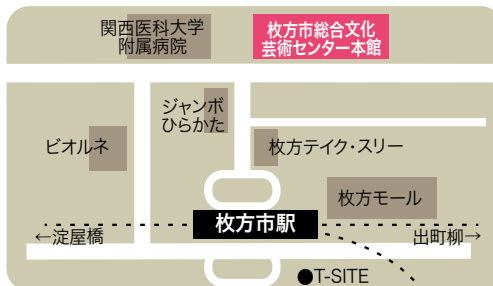 関西医科大学
附属病院
枚方市総合文化
芸術センター本館
ジャンボ
ひらかた
ビオルネ
枚方テイク・スリー
枚方モール
枚方市駅
←淀屋橋
出町柳→
●T-SITE